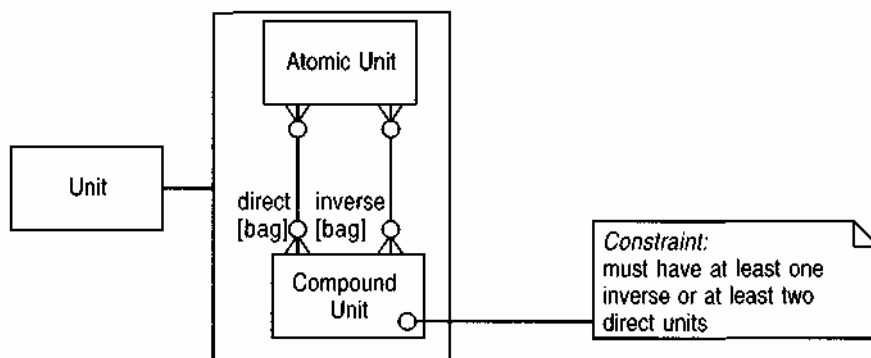 Atomic Unit
Unit
direct inverse
[bag] [bag]
Compound
Unit
Constraint:
must have at least one
inverse or at least two
direct units